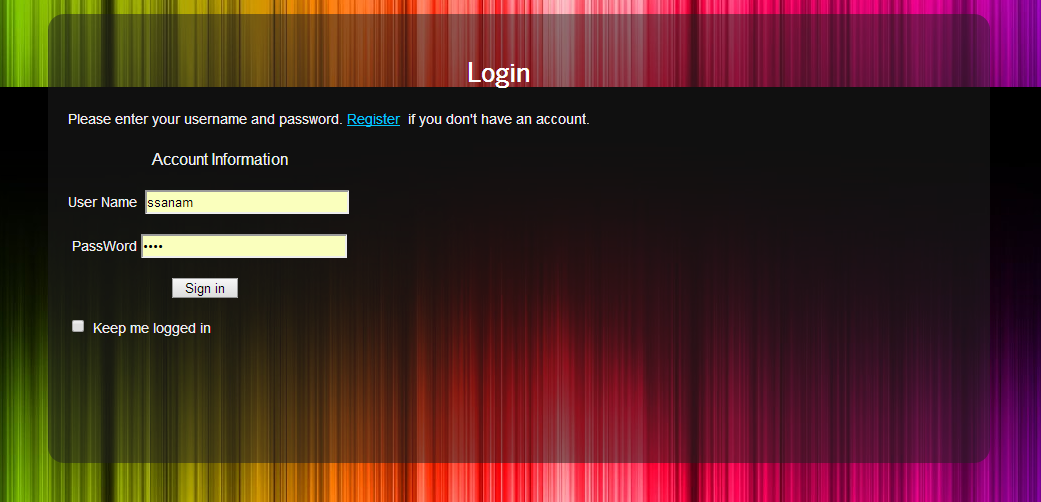 Login
Please enter your username and password. Register if you don't have an account.
Account Information
User Name ssanam
PassWord ••••
Sign in
Keep me logged in